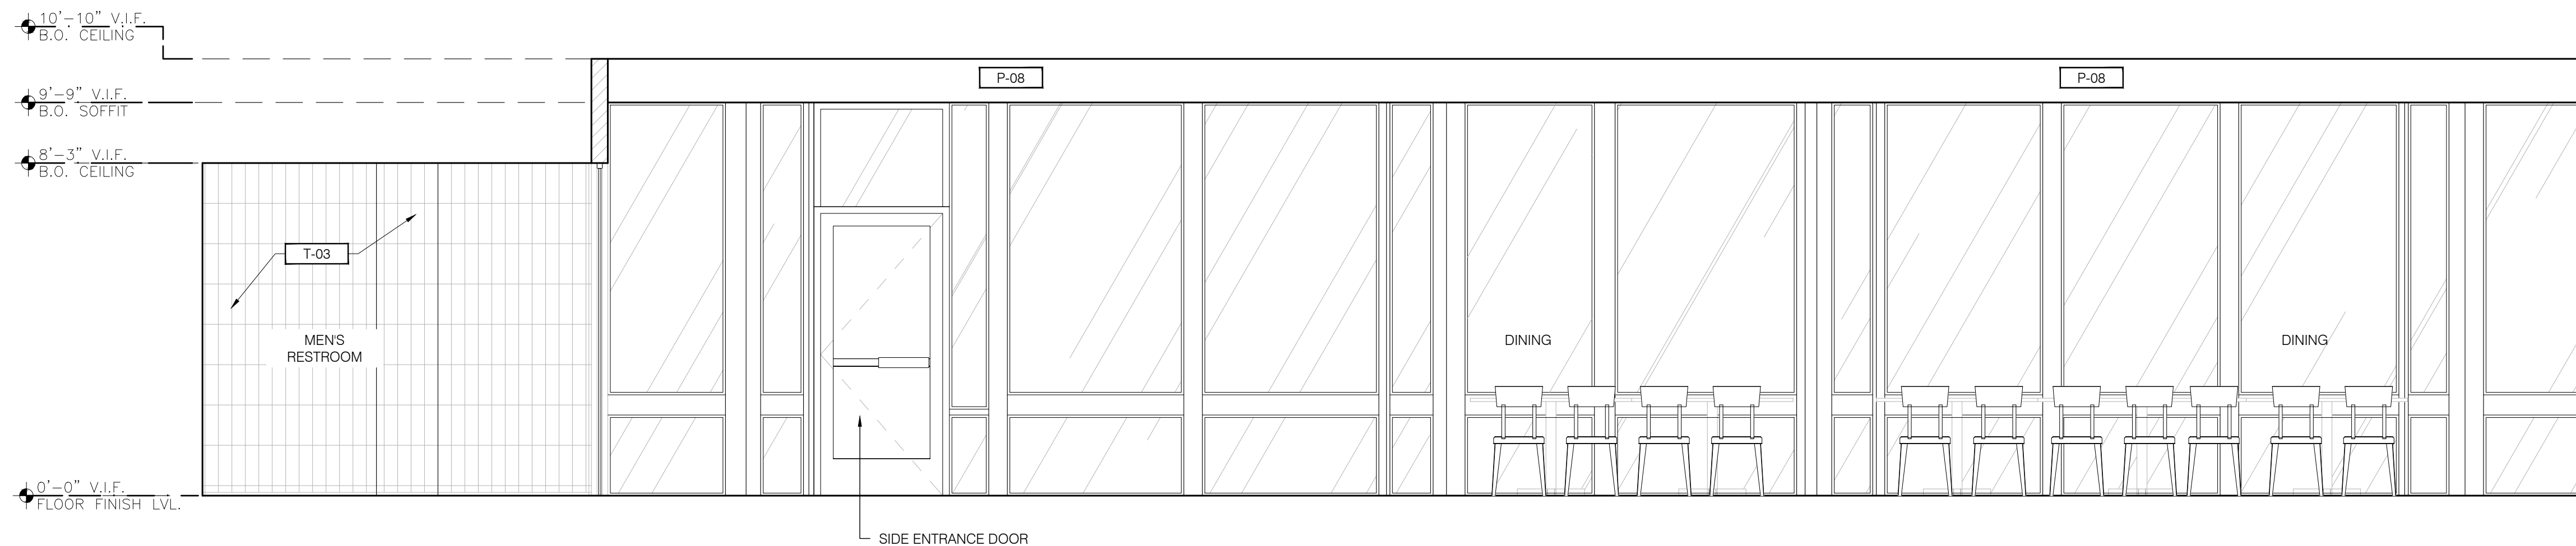 10'-10" V.I.F.
B.O. CEILING
P-08
P-08
9'-9" V.I.F.
B.O. SOFFIT
8'-3" V.I.F.
B.O. CEILING
T-03
MEN'S
RESTROOM
DINING
DINING
0'-0" V.I.F.
FLOOR FINISH LVL.
SIDE ENTRANCE DOOR